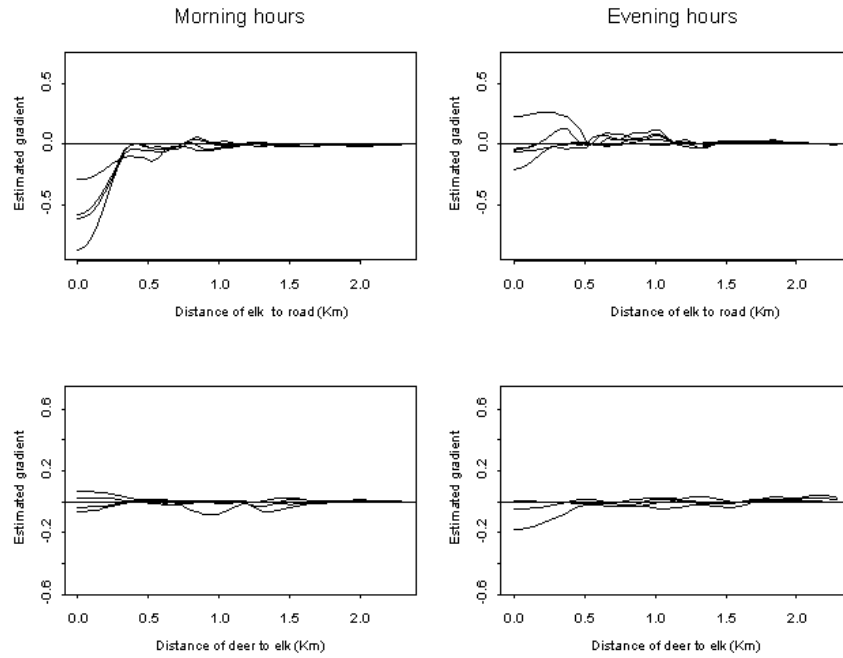 Morning hours
Evening hours
Estimated gradient
0.5
0.0
-0.5
0.0 0.5 1.0 1.5 2.0
Distance of elk to road (Km)
Estimated gradient
0.5
0.0
-0.5
0.0 0.5 1.0 1.5 2.0
Distance of elk to road (Km)
Estimated gradient
0.6
0.2
-0.2
-0.6
0.0 0.5 1.0 1.5 2.0
Distance of deer to elk (Km)
Estimated gradient
0.6
0.2
-0.2
-0.6
0.0 0.5 1.0 1.5 2.0
Distance of deer to elk (Km)